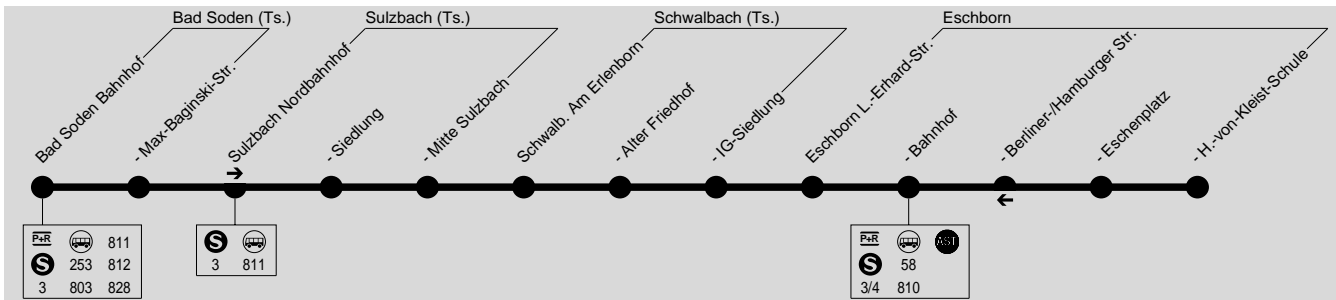 Bad Soden (Ts.)
Sulzbach (Ts.)
Schwalbach (Ts.)
Eschborn
Bad Soden Bahnhof
- Max-Baginski-Str.
Sulzbach Nordbahnhof
- Siedlung
- Mitte Sulzbach
Schwalb. Am Erlenborn
- Alter Friedhof
- IG-Siedlung
Eschborn L.-Erhard-Str.
- Bahnhof
- Berliner-/Hamburger Str.
- Eschenplatz
- H.-von-Kleist-Schule
P+R 811
S 253 812
3 803 828
S
3 811
P+R AST
S 58
3/4 810